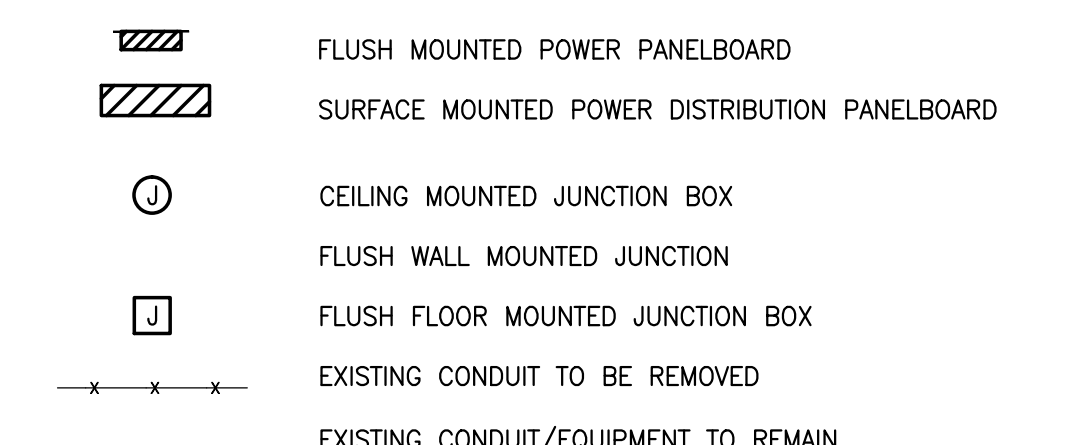 FLUSH MOUNTED POWER PANELBOARD
SURFACE MOUNTED POWER DISTRIBUTION PANELBOARD
J CEILING MOUNTED JUNCTION BOX
FLUSH WALL MOUNTED JUNCTION
J FLUSH FLOOR MOUNTED JUNCTION BOX
x x x EXISTING CONDUIT TO BE REMOVED
EXISTING CONDUIT/EQUIPMENT TO REMAIN